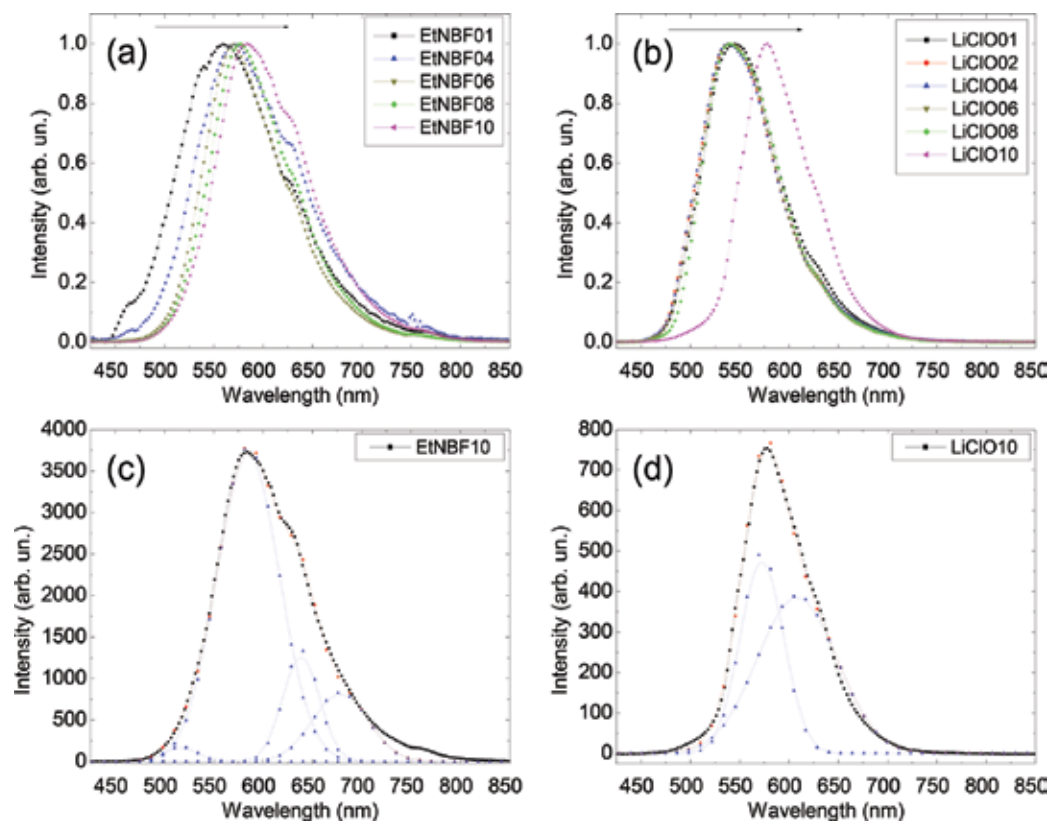 (a)
EtNBF01
EtNBF04
EtNBF06
EtNBF08
EtNBF10
Intensity (arb. un.)
1.0
0.8
0.6
0.4
0.2
0.0
450 500 550 600 650 700 750 800 850
Wavelength (nm)
(b)
LiClO01
LiClO02
LiClO04
LiClO06
LiClO08
LiClO10
Intensity (arb. un.)
1.0
0.8
0.6
0.4
0.2
0.0
450 500 550 600 650 700 750 800 850
Wavelength (nm)
(c)
EtNBF10
Intensity (arb. un.)
4000
3500
3000
2500
2000
1500
1000
500
0
450 500 550 600 650 700 750 800 850
Wavelength (nm)
(d)
LiClO10
Intensity (arb. un.)
800
700
600
500
400
300
200
100
0
450 500 550 600 650 700 750 800 850
Wavelength (nm)